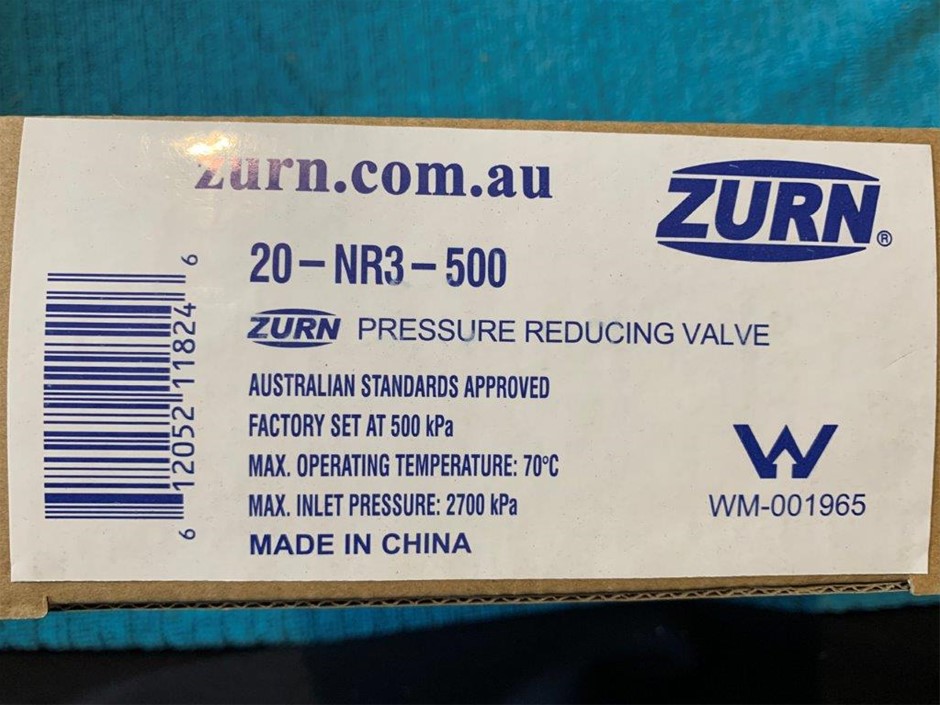 zurn.com.au
ZURN®
20-NR3-500
ZURN PRESSURE REDUCING VALVE
AUSTRALIAN STANDARDS APPROVED
FACTORY SET AT 500 kPa
MAX. OPERATING TEMPERATURE: 70°C
MAX. INLET PRESSURE: 2700 kPa
MADE IN CHINA
WM-001965
6 12052 11824 6